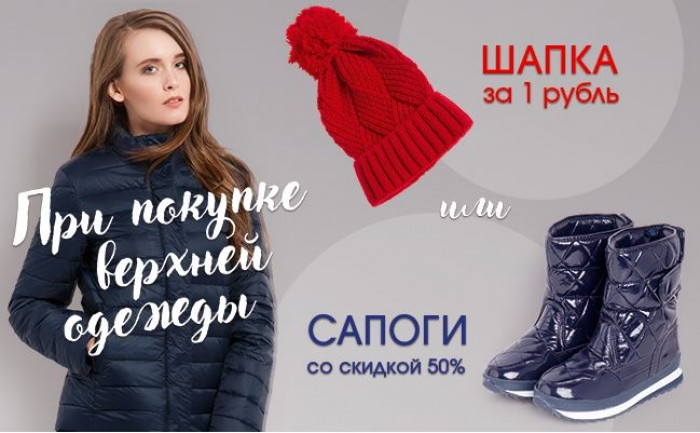 При покупке
верхней
одежды
ШАПКА
за 1 рубль
или
САПОГИ
со скидкой 50%